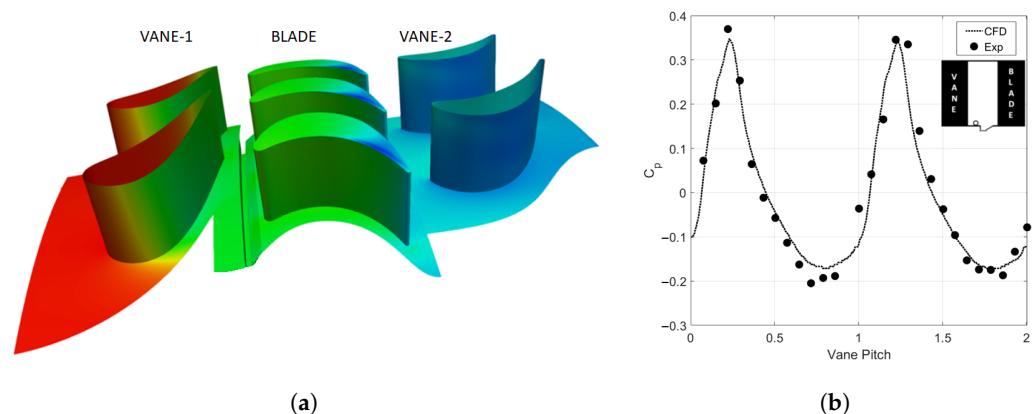 VANE-1 BLADE VANE-2
(a)
0.4
0.3
0.2
0.1
0
−0.1
−0.2
−0.3
C_p
0 0.5 1 1.5 2
Vane Pitch
CFD
Exp
VANE
BLADE
(b)